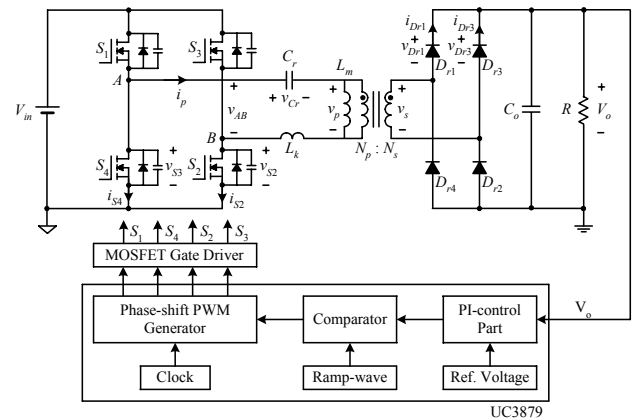 i_Dr1 i_Dr3
S_1 S_3 C_r L_m v_Dr1 v_Dr3
A D_r1 D_r3
i_p v_Cr
V_in v_AB v_p v_s C_o R V_o
B
L_k N_p : N_s
S_4 v_S3 S_2 v_S2 D_r4 D_r2
i_S4 i_S2
S_1 S_4 S_2 S_3
MOSFET Gate Driver
Phase-shift PWM
Generator
Comparator
PI-control
Part
V_o
Clock
Ramp-wave
Ref. Voltage
UC3879